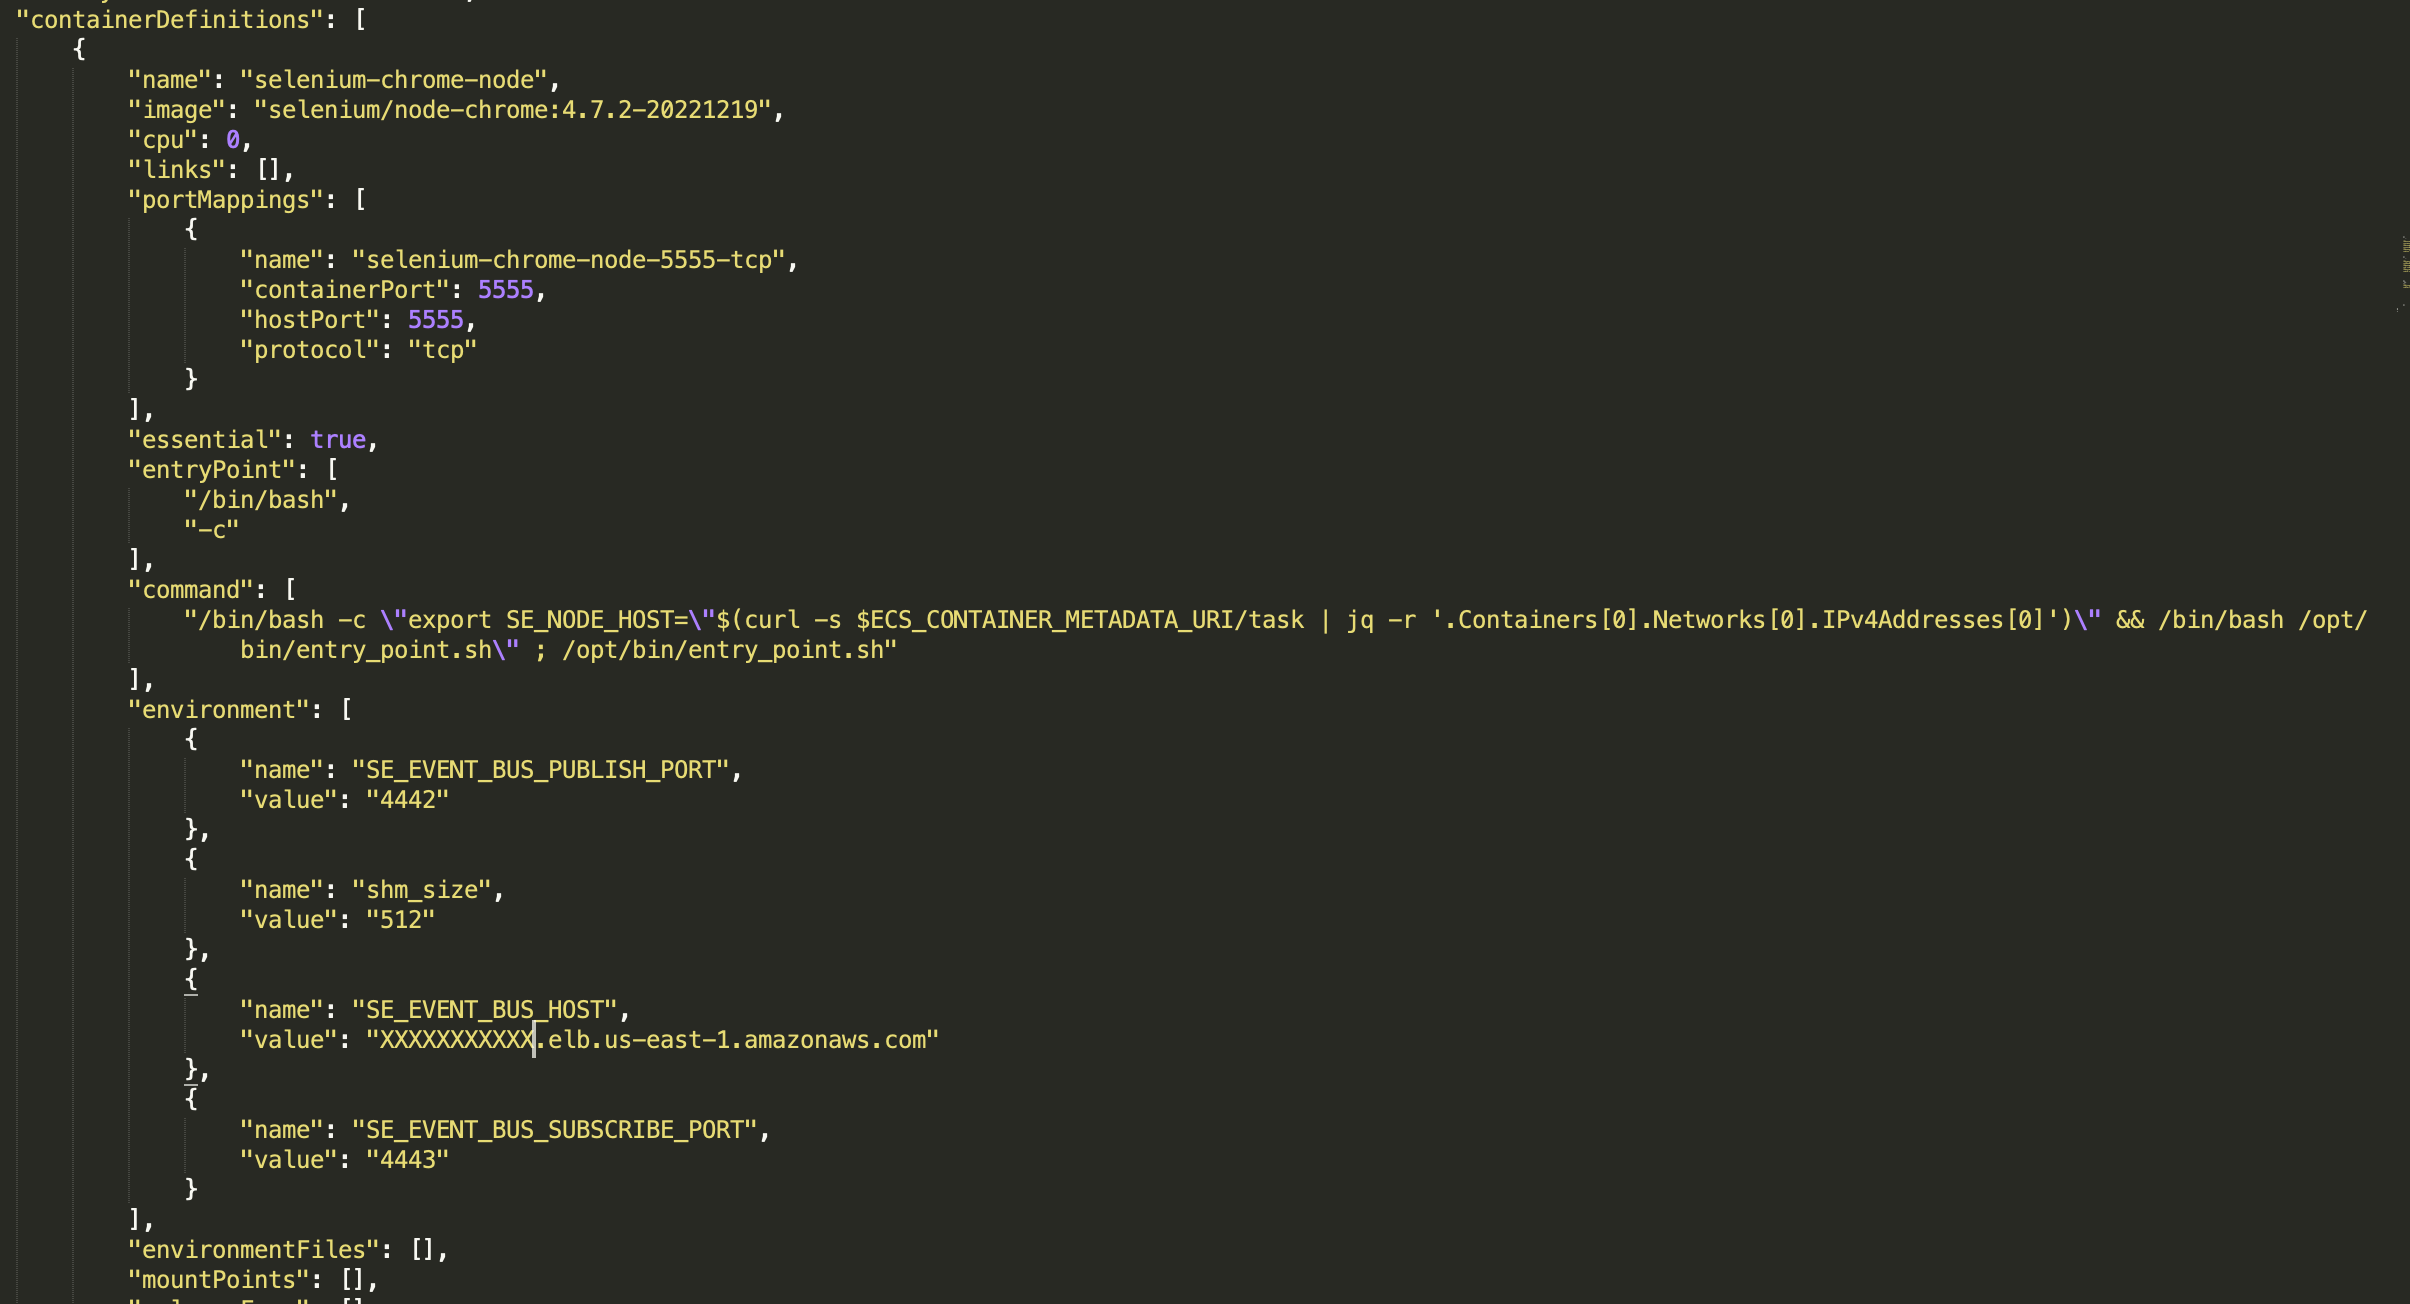 "containerDefinitions": [
{
"name": "selenium-chrome-node",
"image": "selenium/node-chrome:4.7.2-20221219",
"cpu": 0,
"links": [],
"portMappings": [
{
"name": "selenium-chrome-node-5555-tcp",
"containerPort": 5555,
"hostPort": 5555,
"protocol": "tcp"
}
],
"essential": true,
"entryPoint": [
"/bin/bash",
"-c"
],
"command": [
"/bin/bash -c \"export SE_NODE_HOST=\"$(curl -s $ECS_CONTAINER_METADATA_URI/task | jq -r '.Containers[0].Networks[0].IPv4Addresses[0]')\" && /bin/bash /opt/
bin/entry_point.sh\" ; /opt/bin/entry_point.sh"
],
"environment": [
{
"name": "SE_EVENT_BUS_PUBLISH_PORT",
"value": "4442"
},
{
"name": "shm_size",
"value": "512"
},
{
"name": "SE_EVENT_BUS_HOST",
"value": "XXXXXXXXXXX.elb.us-east-1.amazonaws.com"
},
{
"name": "SE_EVENT_BUS_SUBSCRIBE_PORT",
"value": "4443"
}
],
"environmentFiles": [],
"mountPoints": [],